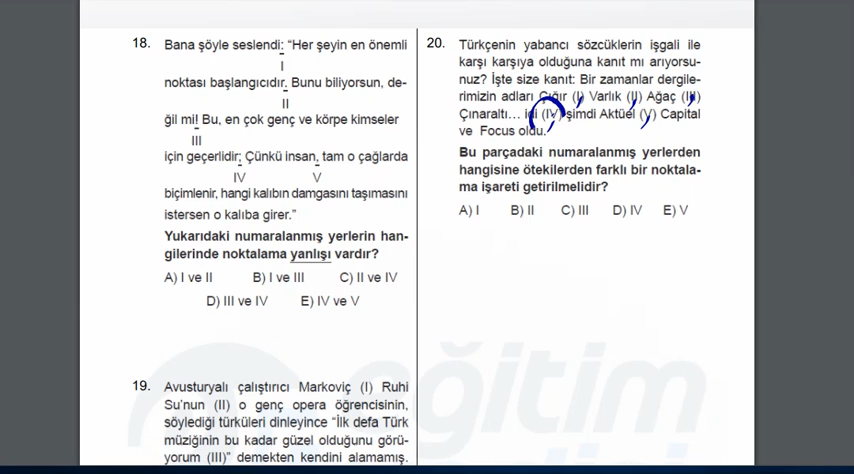 18. Bana şöyle seslendi: “Her şeyin en önemli
I
noktası başlangıcıdır. Bunu biliyorsun, de-
II
ğil mi! Bu, en çok genç ve körpe kimseler
III
için geçerlidir; Çünkü insan, tam o çağlarda
IV V
biçimlenir, hangi kalıbın damgasını taşımasını
istersen o kalıba girer.”
Yukarıdaki numaralanmış yerlerin han-
gilerinde noktalama yanlışı vardır?
A) I ve II B) I ve III C) II ve IV
D) III ve IV E) IV ve V
19. Avusturyalı çalıştırıcı Markoviç (I) Ruhi
Su'nun (II) o genç opera öğrencisinin,
söylediği türküleri dinleyince “İlk defa Türk
müziğinin bu kadar güzel olduğunu görü-
yorum (III)” demekten kendini alamamış.
20. Türkçenin yabancı sözcüklerin işgali ile
karşı karşıya olduğuna kanıt mı arıyorsu-
nuz? İşte size kanıt: Bir zamanlar dergile-
rimizin adları Çığır (I) Varlık (II) Ağaç (III)
Çınaraltı... idi (IV) şimdi Aktüel (V) Capital
ve Focus oldu.
Bu parçadaki numaralanmış yerlerden
hangisine ötekilerden farklı bir noktala-
ma işareti getirilmelidir?
A) I B) II C) III D) IV E) V
eğitim